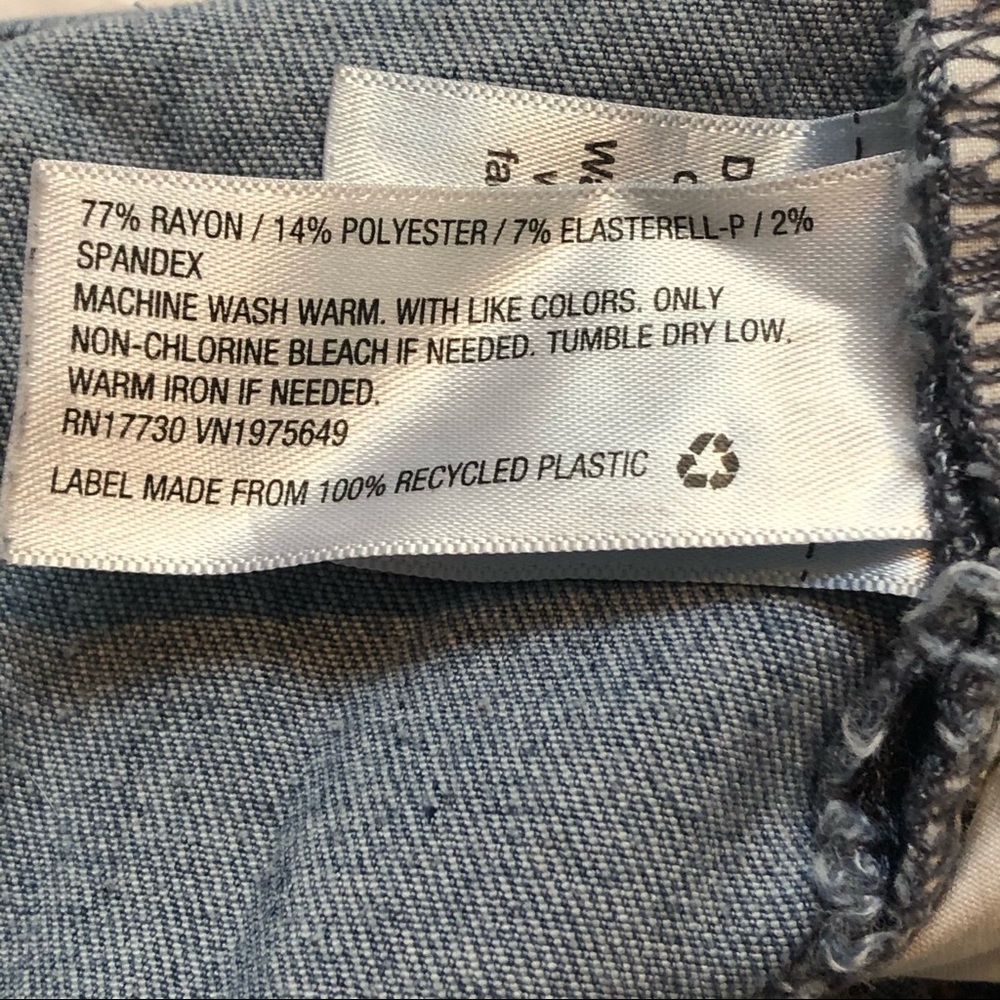 77% RAYON / 14% POLYESTER / 7% ELASTERELL-P / 2%
SPANDEX
MACHINE WASH WARM. WITH LIKE COLORS. ONLY
NON-CHLORINE BLEACH IF NEEDED. TUMBLE DRY LOW.
WARM IRON IF NEEDED.
RN17730 VN1975649
LABEL MADE FROM 100% RECYCLED PLASTIC